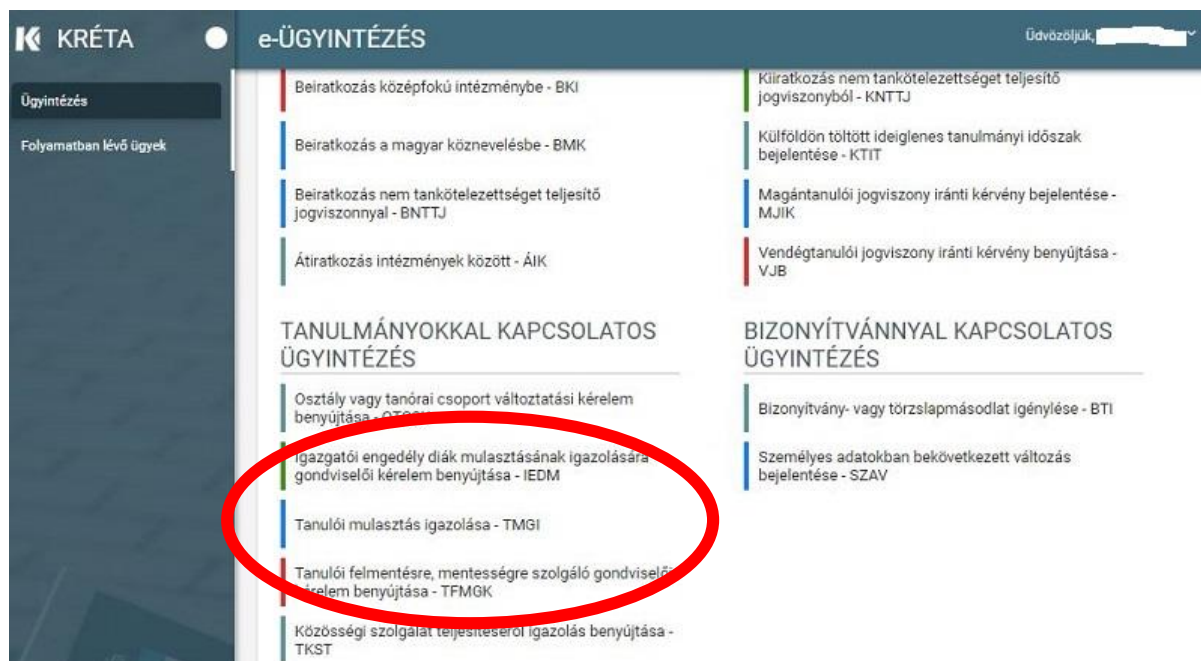 KRÉTA
e-ÜGYINTÉZÉS
Üdvözöljük,
Ügyintézés
Folyamatban lévő ügyek
Beiratkozás középfokú intézménybe - BKI
Beiratkozás a magyar köznevelésbe - BMK
Beiratkozás nem tankötelezettséget teljesítő
jogviszonnyal - BNTTJ
Átiratkozás intézmények között - ÁIK
Kiiratkozás nem tankötelezettséget teljesítő
jogviszonyból - KNTTJ
Külföldön töltött ideiglenes tanulmányi időszak
bejelentése - KTIT
Magántanulói jogviszony iránti kérvény bejelentése -
MJIK
Vendégtanulói jogviszony iránti kérvény benyújtása -
VJB
TANULMÁNYOKKAL KAPCSOLATOS
ÜGYINTÉZÉS
Osztály vagy tanórai csoport változtatási kérelem
benyújtása -
Igazgatói engedély diák mulasztásának igazolására
gondviselői kérelem benyújtása - IEDM
Tanulói mulasztás igazolása - TMGI
Tanulói felmentésre, mentességre szolgáló gondviselői
kérelem benyújtása - TFMGK
Közösségi szolgálat teljesítéséről igazolás benyújtása -
TKST
BIZONYÍTVÁNNYAL KAPCSOLATOS
ÜGYINTÉZÉS
Bizonyítvány- vagy törzslapmásodlat igénylése - BTI
Személyes adatokban bekövetkezett változás
bejelentése - SZAV